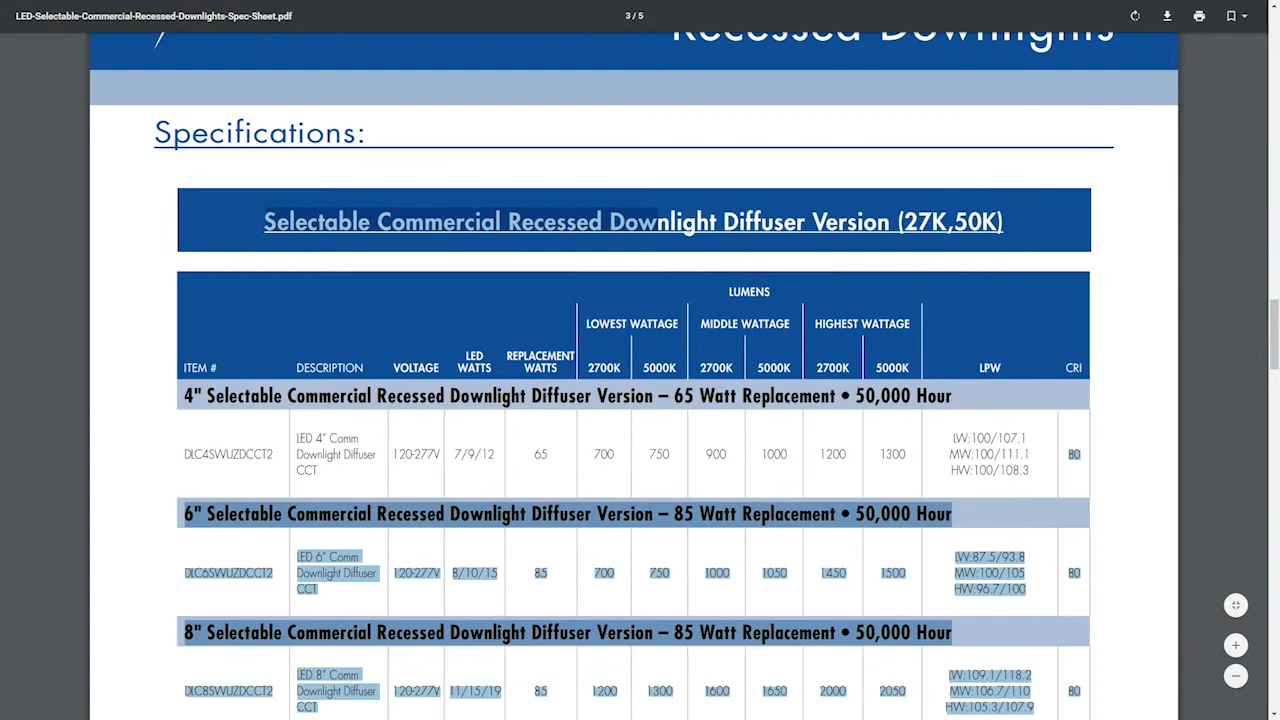 LED-Selectable-Commercial-Recessed-Downlights-Spec-Sheet.pdf
3 / 5
Recessed Downlights
Specifications:
Selectable Commercial Recessed Downlight Diffuser Version (27K,50K)
LUMENS
LOWEST WATTAGE MIDDLE WATTAGE HIGHEST WATTAGE
ITEM # DESCRIPTION VOLTAGE LED WATTS REPLACEMENT WATTS 2700K 5000K 2700K 5000K 2700K 5000K LPW CRI
4" Selectable Commercial Recessed Downlight Diffuser Version – 65 Watt Replacement • 50,000 Hour
LED 4" Comm LW:100/107.1
DLC4SWUZDCCT2 Downlight Diffuser 120-277V 7/9/12 65 700 750 900 1000 1200 1300 MW:100/111.1 80
CCT HW:100/108.3
6" Selectable Commercial Recessed Downlight Diffuser Version – 85 Watt Replacement • 50,000 Hour
LED 6" Comm LW:87.5/93.8
DLC6SWUZDCCT2 Downlight Diffuser 120-277V 8/10/15 85 700 750 1000 1050 1450 1500 MW:100/105 80
CCT HW:96.7/100
8" Selectable Commercial Recessed Downlight Diffuser Version – 85 Watt Replacement • 50,000 Hour
LED 8" Comm LW:109.1/118.2
DLC8SWUZDCCT2 Downlight Diffuser 120-277V 11/15/19 85 1200 1300 1600 1650 2000 2050 MW:106.7/110 80
CCT HW:105.3/107.9